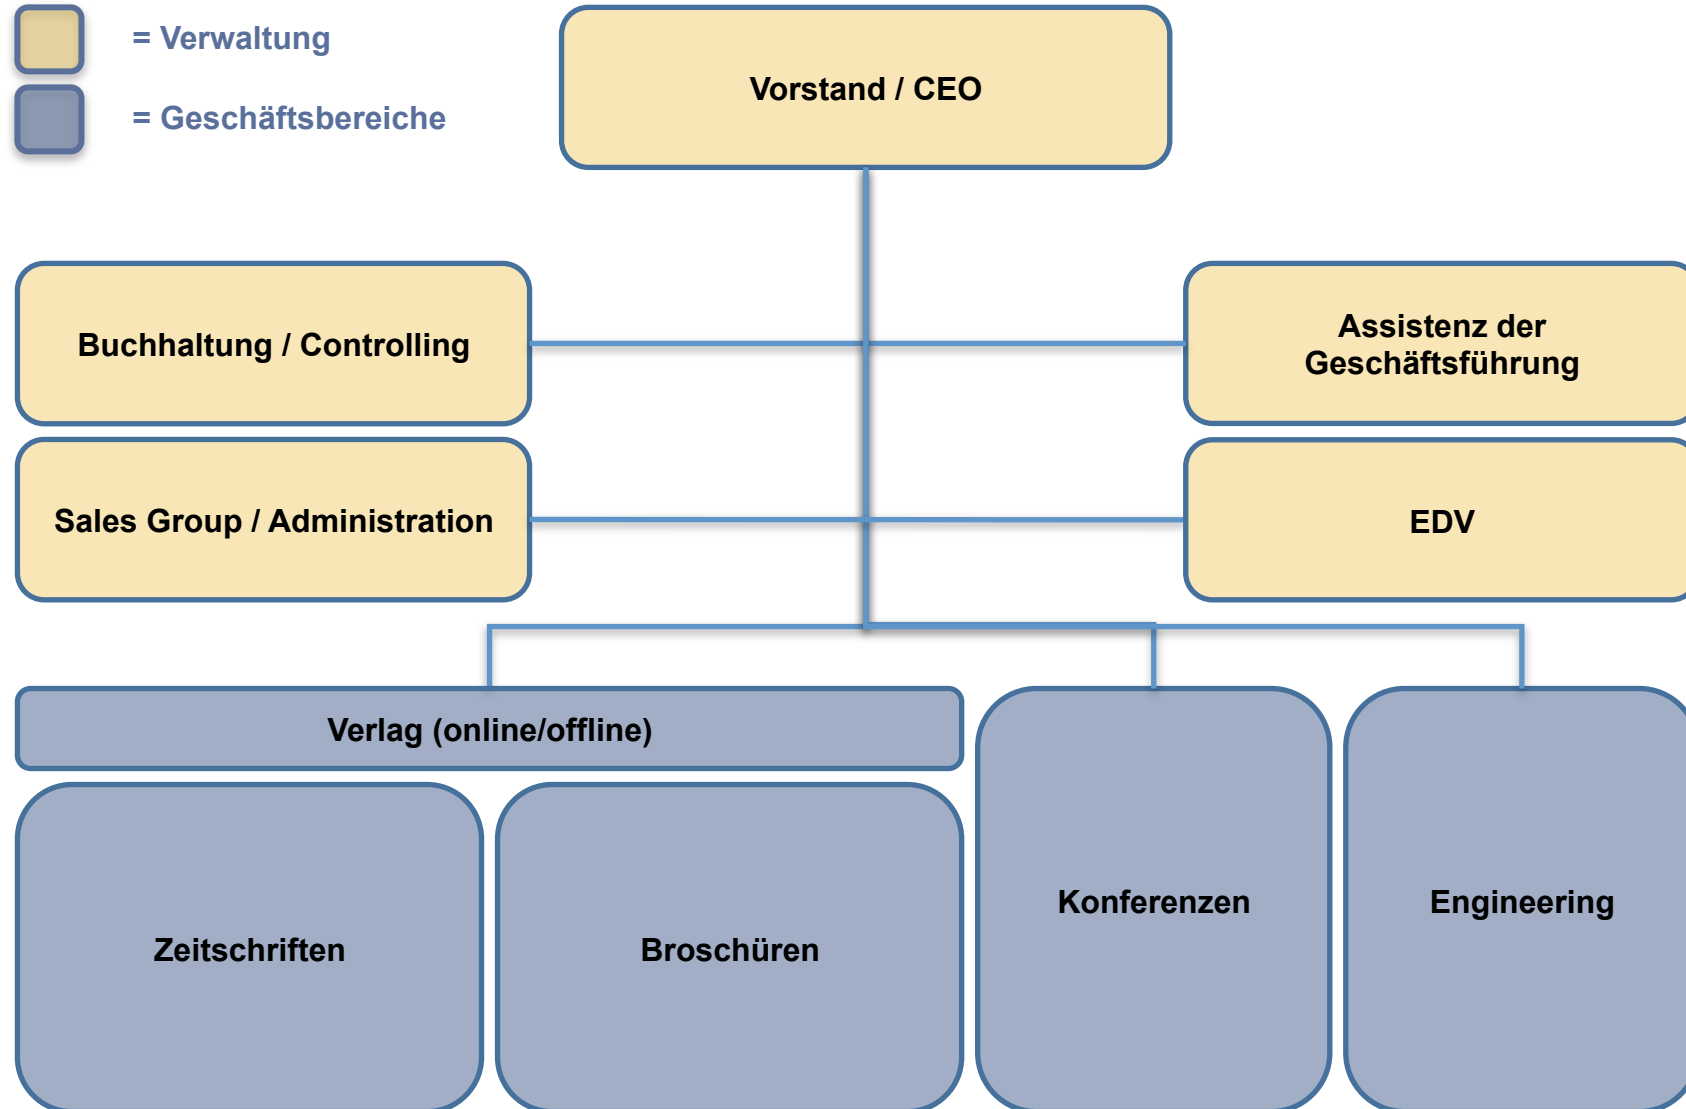 = Verwaltung
= Geschäftsbereiche
Vorstand / CEO
Buchhaltung / Controlling
Assistenz der
Geschäftsführung
Sales Group / Administration
EDV
Verlag (online/offline)
Konferenzen
Engineering
Zeitschriften
Broschüren